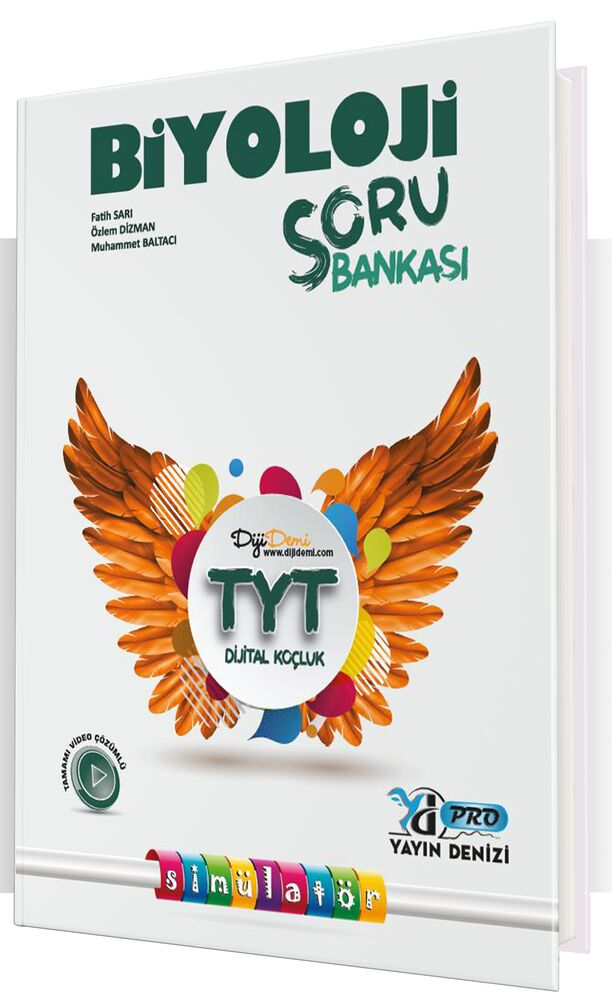 BiYOLOJi
Fatih SARI
Özlem DİZMAN
Muhammet BALTACI
SORU
BANKASI
DijiDemi
www.dijidemi.com
TYT
DİJİTAL KOÇLUK
TAMAMI VİDEO ÇÖZÜMLÜ
yd PRO
YAYIN DENİZİ
simülatör